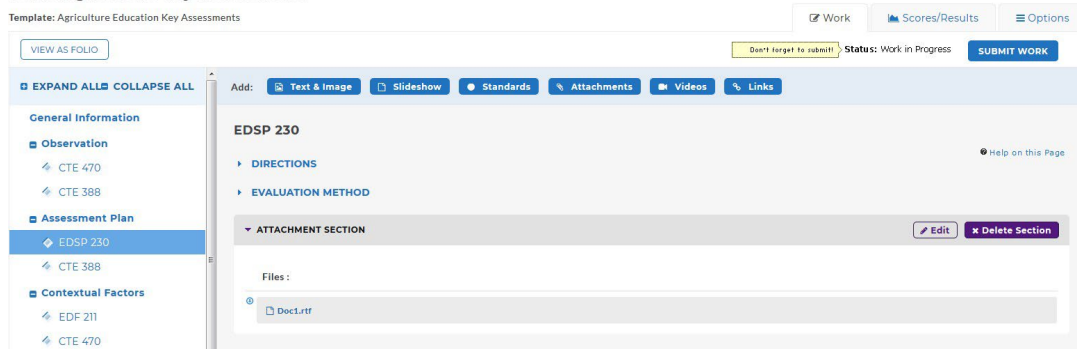 Template: Agriculture Education Key Assessments
Work
Scores/Results
Options
VIEW AS FOLIO
Don't forget to submit!
Status: Work in Progress
SUBMIT WORK
EXPAND ALL COLLAPSE ALL
Add: Text & Image Slideshow Standards Attachments Videos Links
General Information
Observation
CTE 470
CTE 388
Assessment Plan
EDSP 230
CTE 388
Contextual Factors
EDF 211
CTE 470
EDSP 230
Help on this Page
DIRECTIONS
EVALUATION METHOD
ATTACHMENT SECTION
Edit
Delete Section
Files :
Doc1.rtf